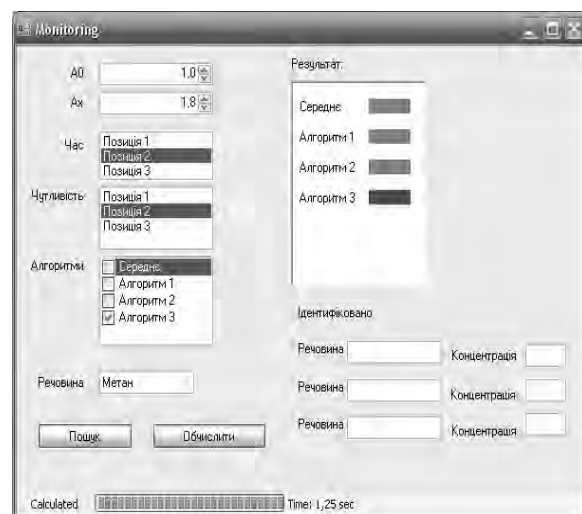 Monitoring
A0 1.0
Ax 1.8
Час
Позиція 1
Позиція 2
Позиція 3
Чутливість
Позиція 1
Позиція 2
Позиція 3
Алгоритми
Середнє
Алгоритм 1
Алгоритм 2
Алгоритм 3
Речовина Метан
Пошук Обчислити
Calculated Time: 1,25 sec
Результат:
Середнє
Алгоритм 1
Алгоритм 2
Алгоритм 3
Ідентифіковано
Речовина Концентрація
Речовина Концентрація
Речовина Концентрація